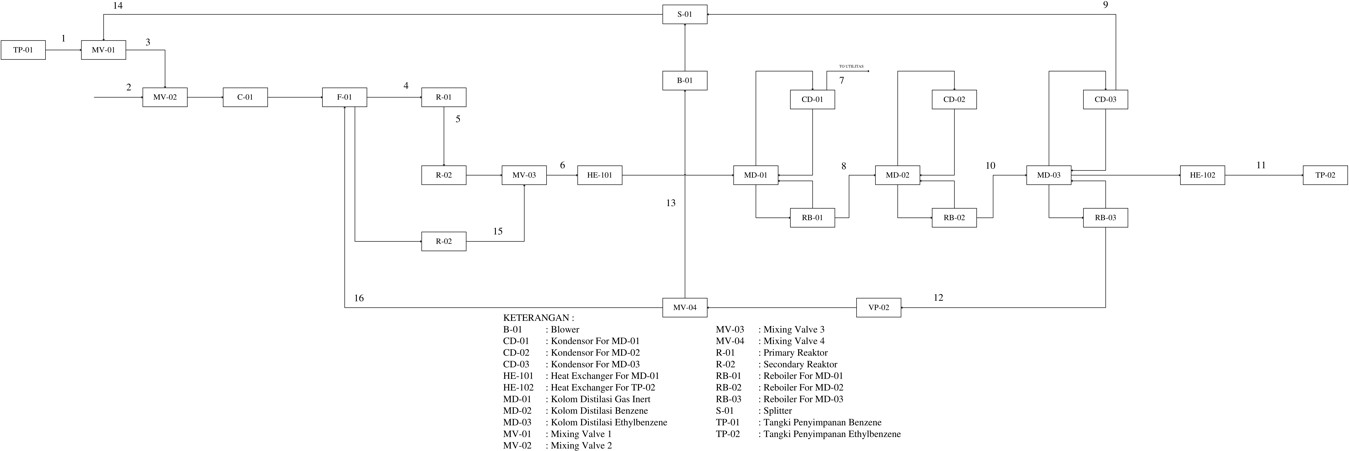 14
S-01
9
1
3
TP-01
MV-01
TO UTILITAS
B-01
7
2
4
MV-02
C-01
F-01
R-01
CD-01
CD-02
CD-03
5
6
8
10
11
R-02
MV-03
HE-101
MD-01
MD-02
MD-03
HE-102
TP-02
13
RB-01
RB-02
RB-03
15
R-02
16
12
MV-04
VP-02
KETERANGAN :
B-01 : Blower
CD-01 : Kondensor For MD-01
CD-02 : Kondensor For MD-02
CD-03 : Kondensor For MD-03
HE-101 : Heat Exchanger For MD-01
HE-102 : Heat Exchanger For TP-02
MD-01 : Kolom Distilasi Gas Inert
MD-02 : Kolom Distilasi Benzene
MD-03 : Kolom Distilasi Ethylbenzene
MV-01 : Mixing Valve 1
MV-02 : Mixing Valve 2
MV-03 : Mixing Valve 3
MV-04 : Mixing Valve 4
R-01 : Primary Reaktor
R-02 : Secondary Reaktor
RB-01 : Reboiler For MD-01
RB-02 : Reboiler For MD-02
RB-03 : Reboiler For MD-03
S-01 : Splitter
TP-01 : Tangki Penyimpanan Benzene
TP-02 : Tangki Penyimpanan Ethylbenzene